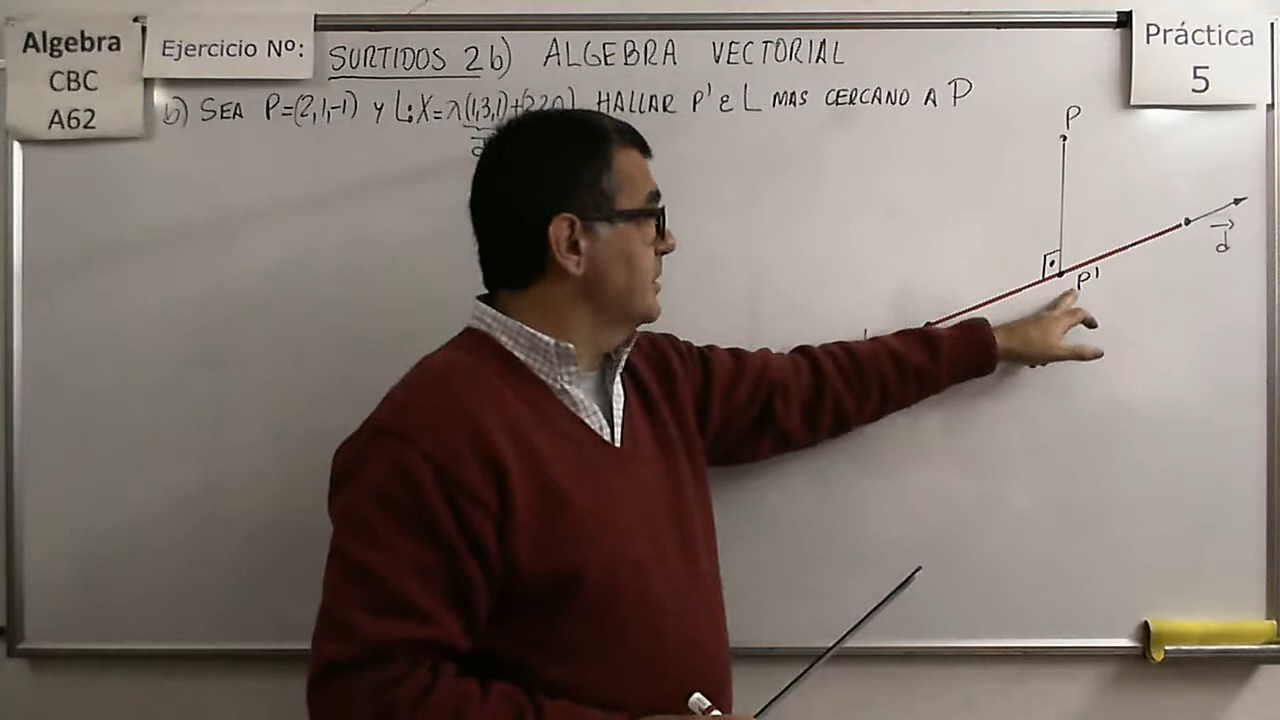 Algebra
CBC
A62
Ejercicio Nº:
SURTIDOS 2b) ALGEBRA VECTORIAL
Práctica
5
b) SEA P=(2,1,-1) y L: X=λ(1,3,1)+(2,2,0) HALLAR P' ε L MAS CERCANO A P
d
P
d
P'
L